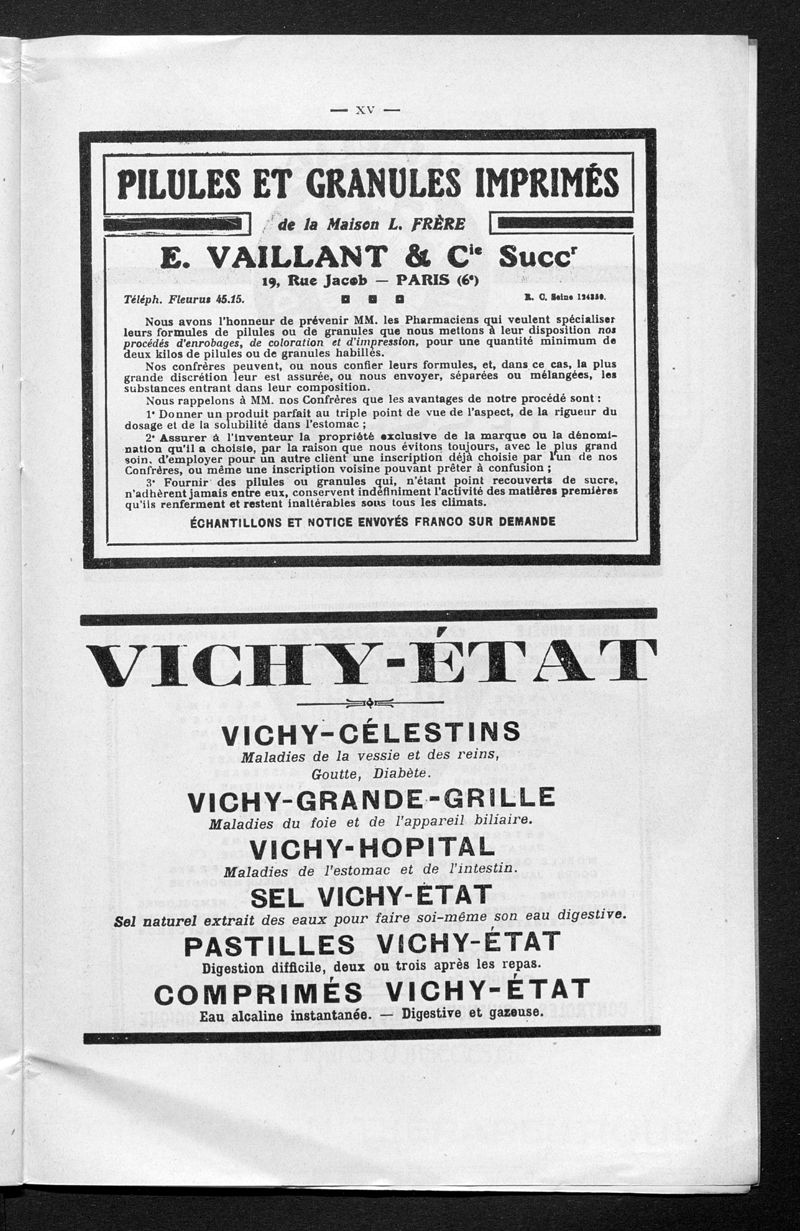 — XV —
PILULES ET GRANULES IMPRIMÉS
de la Maison L. FRÈRE
E. VAILLANT & Cie Succr
19, Rue Jacob — PARIS (6e)
Téléph. Fleurus 45.15. R. C. Seine
Nous avons l'honneur de prévenir MM. les Pharmaciens qui veulent spécialiser
leurs formules de pilules ou de granules que nous mettons à leur disposition nos
procédés d'enrobages, de coloration et d'impression, pour une quantité minimum de
deux kilos de pilules ou de granules habillés.
Nos confrères peuvent, ou nous confier leurs formules, et, dans ce cas, la plus
grande discrétion leur est assurée, ou nous envoyer, séparées ou mélangées, les
substances entrant dans leur composition.
Nous rappelons à MM. nos Confrères que les avantages de notre procédé sont :
1° Donner un produit parfait au triple point de vue de l'aspect, de la rigueur du
dosage et de la solubilité dans l'estomac ;
2° Assurer à l'inventeur la propriété exclusive de la marque ou la dénomi-
nation qu'il a choisie, par la raison que nous évitons toujours, avec le plus grand
soin, d'employer pour un autre client une inscription déjà choisie par l'un de nos
Confrères, ou même une inscription voisine pouvant prêter à confusion ;
3° Fournir des pilules ou granules qui, n'étant point recouverts de sucre,
n'adhèrent jamais entre eux, conservent indéfiniment l'activité des matières premières
qu'ils renferment et restent inaltérables sous tous les climats.
ÉCHANTILLONS ET NOTICE ENVOYÉS FRANCO SUR DEMANDE
VICHY-ÉTAT
VICHY-CÉLESTINS
Maladies de la vessie et des reins,
Goutte, Diabète.
VICHY-GRANDE-GRILLE
Maladies du foie et de l'appareil biliaire.
VICHY-HOPITAL
Maladies de l'estomac et de l'intestin.
SEL VICHY-ÉTAT
Sel naturel extrait des eaux pour faire soi-même son eau digestive.
PASTILLES VICHY-ÉTAT
Digestion difficile, deux ou trois après les repas.
COMPRIMÉS VICHY-ÉTAT
Eau alcaline instantanée. — Digestive et gazeuse.